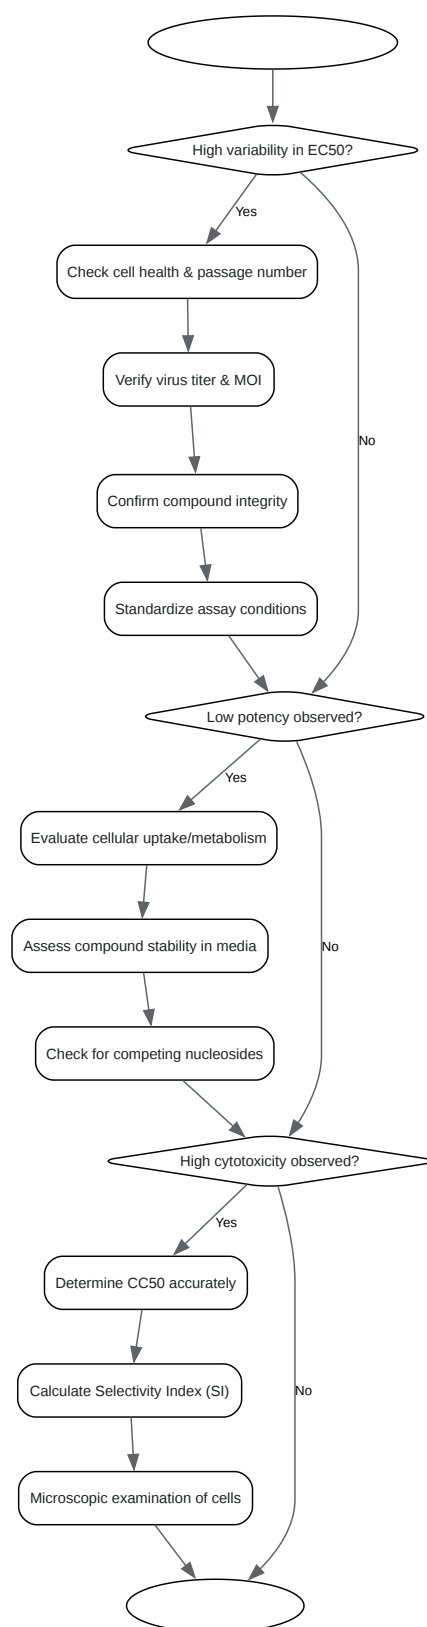 High variability in EC50?
Yes
Check cell health & passage number
Verify virus titer & MOI
No
Confirm compound integrity
Standardize assay conditions
Low potency observed?
Yes
Evaluate cellular uptake/metabolism
Assess compound stability in media
No
Check for competing nucleosides
High cytotoxicity observed?
Yes
Determine CC50 accurately
Calculate Selectivity Index (SI)
No
Microscopic examination of cells